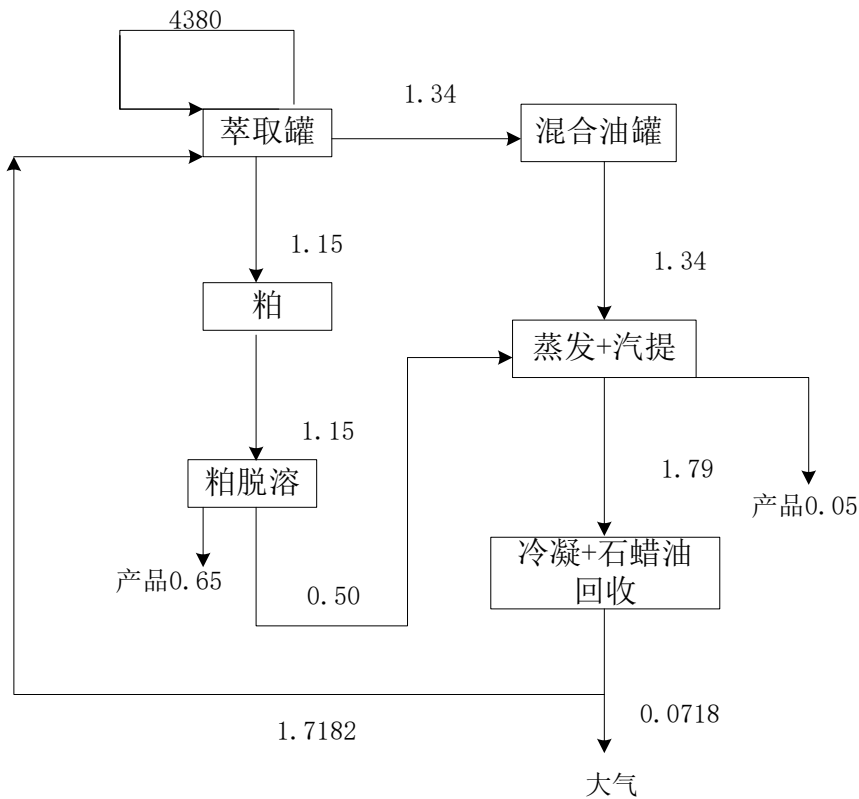 4380
1.34
萃取罐
混合油罐
1.15
1.34
粕
蒸发+汽提
1.15
粕脱溶
1.79
产品0.05
产品0.65
0.50
冷凝+石蜡油
回收
1.7182
0.0718
大气